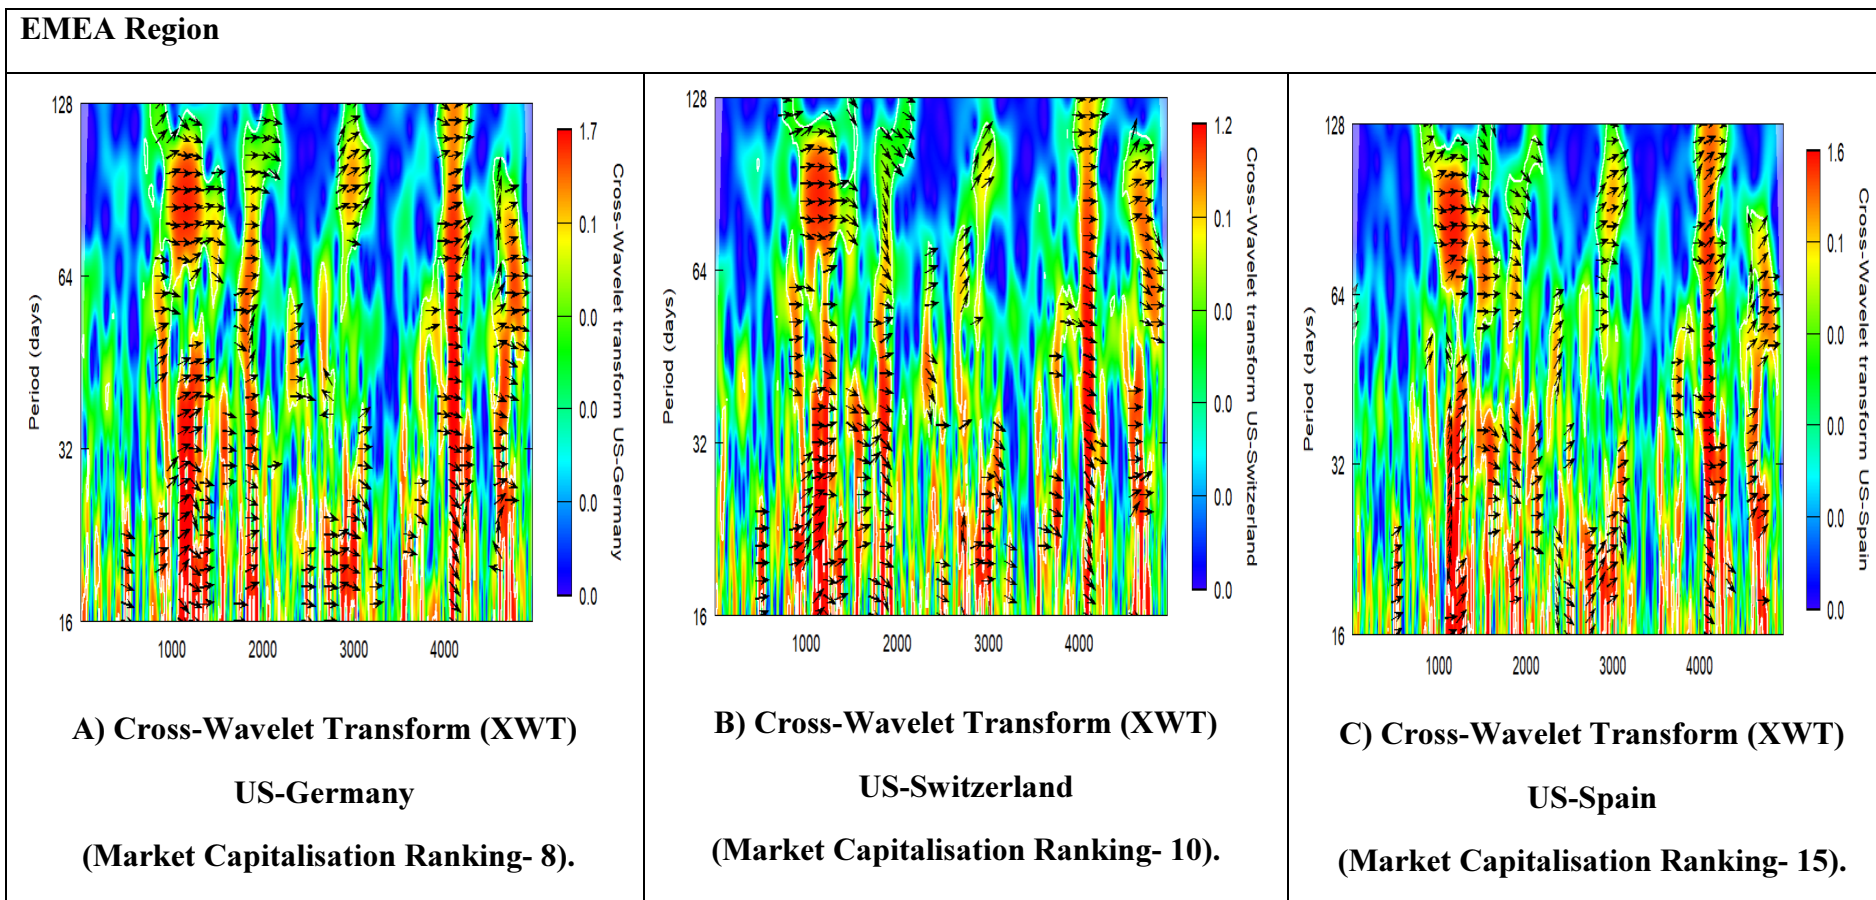 EMEA Region
128
64
32
16
Period (days)
1000 2000 3000 4000
1.7
0.1
0.0
0.0
0.0
0.0
Cross-Wavelet transform US-Germany
A) Cross-Wavelet Transform (XWT)
US-Germany
(Market Capitalisation Ranking- 8).
128
64
32
16
Period (days)
1000 2000 3000 4000
1.2
0.1
0.0
0.0
0.0
0.0
Cross-Wavelet transform US-Switzerland
B) Cross-Wavelet Transform (XWT)
US-Switzerland
(Market Capitalisation Ranking- 10).
128
64
32
16
Period (days)
1000 2000 3000 4000
1.6
0.1
0.0
0.0
0.0
0.0
Cross-Wavelet transform US-Spain
C) Cross-Wavelet Transform (XWT)
US-Spain
(Market Capitalisation Ranking- 15).